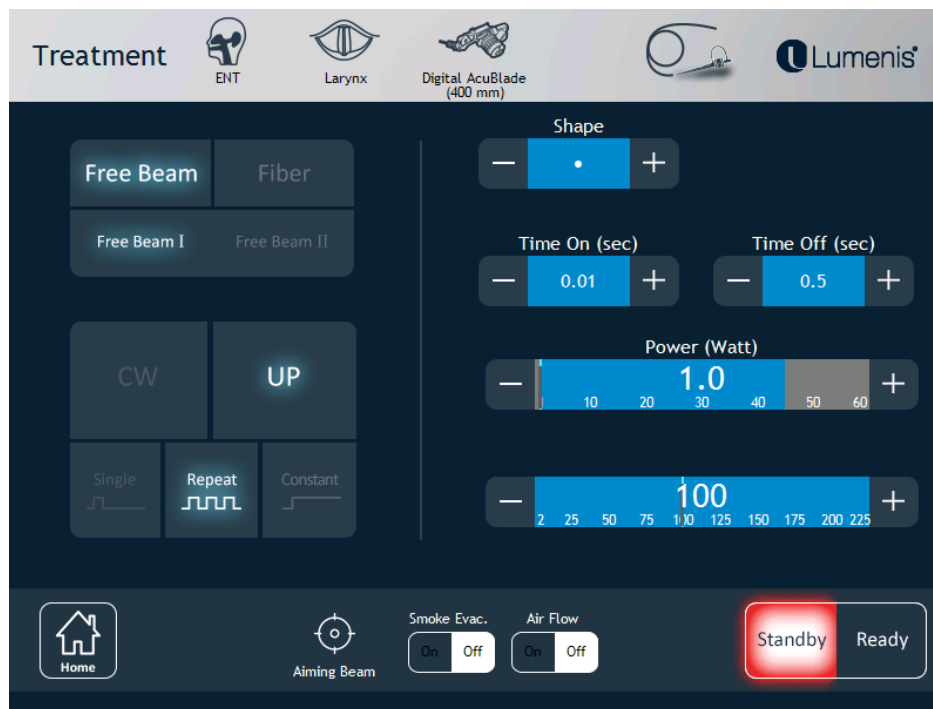 Treatment
ENT
Larynx
Digital AcuBlade
(400 mm)
Lumenis
Free Beam
Fiber
Free Beam I
Free Beam II
CW
UP
Single
Repeat
Constant
Shape
Time On (sec)
Time Off (sec)
0.01
0.5
Power (Watt)
1.0
10 20 30 40 50 60
100
2 25 50 75 100 125 150 175 200 225
Home
Aiming Beam
Smoke Evac.
On Off
Air Flow
On Off
Standby
Ready